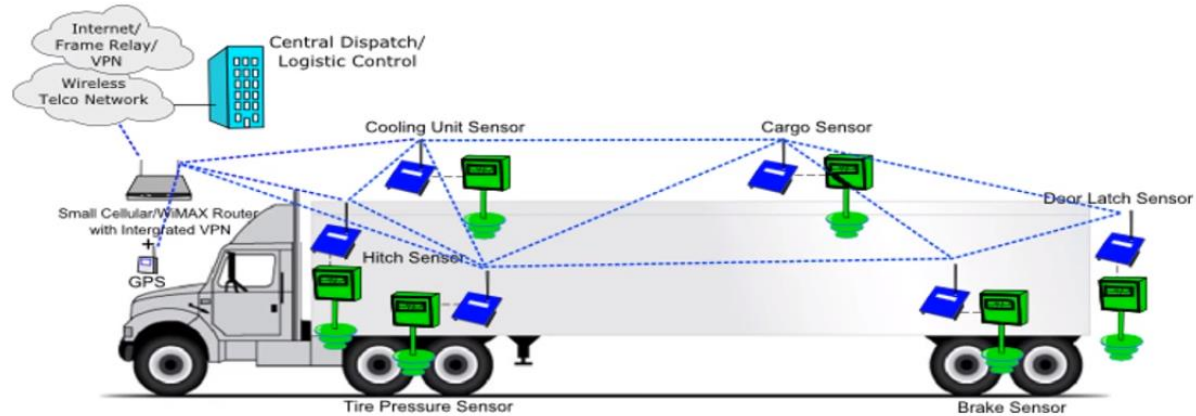 Internet/
Frame Relay/
VPN
Wireless
Telco Network
Central Dispatch/
Logistic Control
Cooling Unit Sensor
Cargo Sensor
Door Latch Sensor
Small Cellular/WiMAX Router
with Intergrated VPN
+
GPS
Hitch Sensor
Tire Pressure Sensor
Brake Sensor